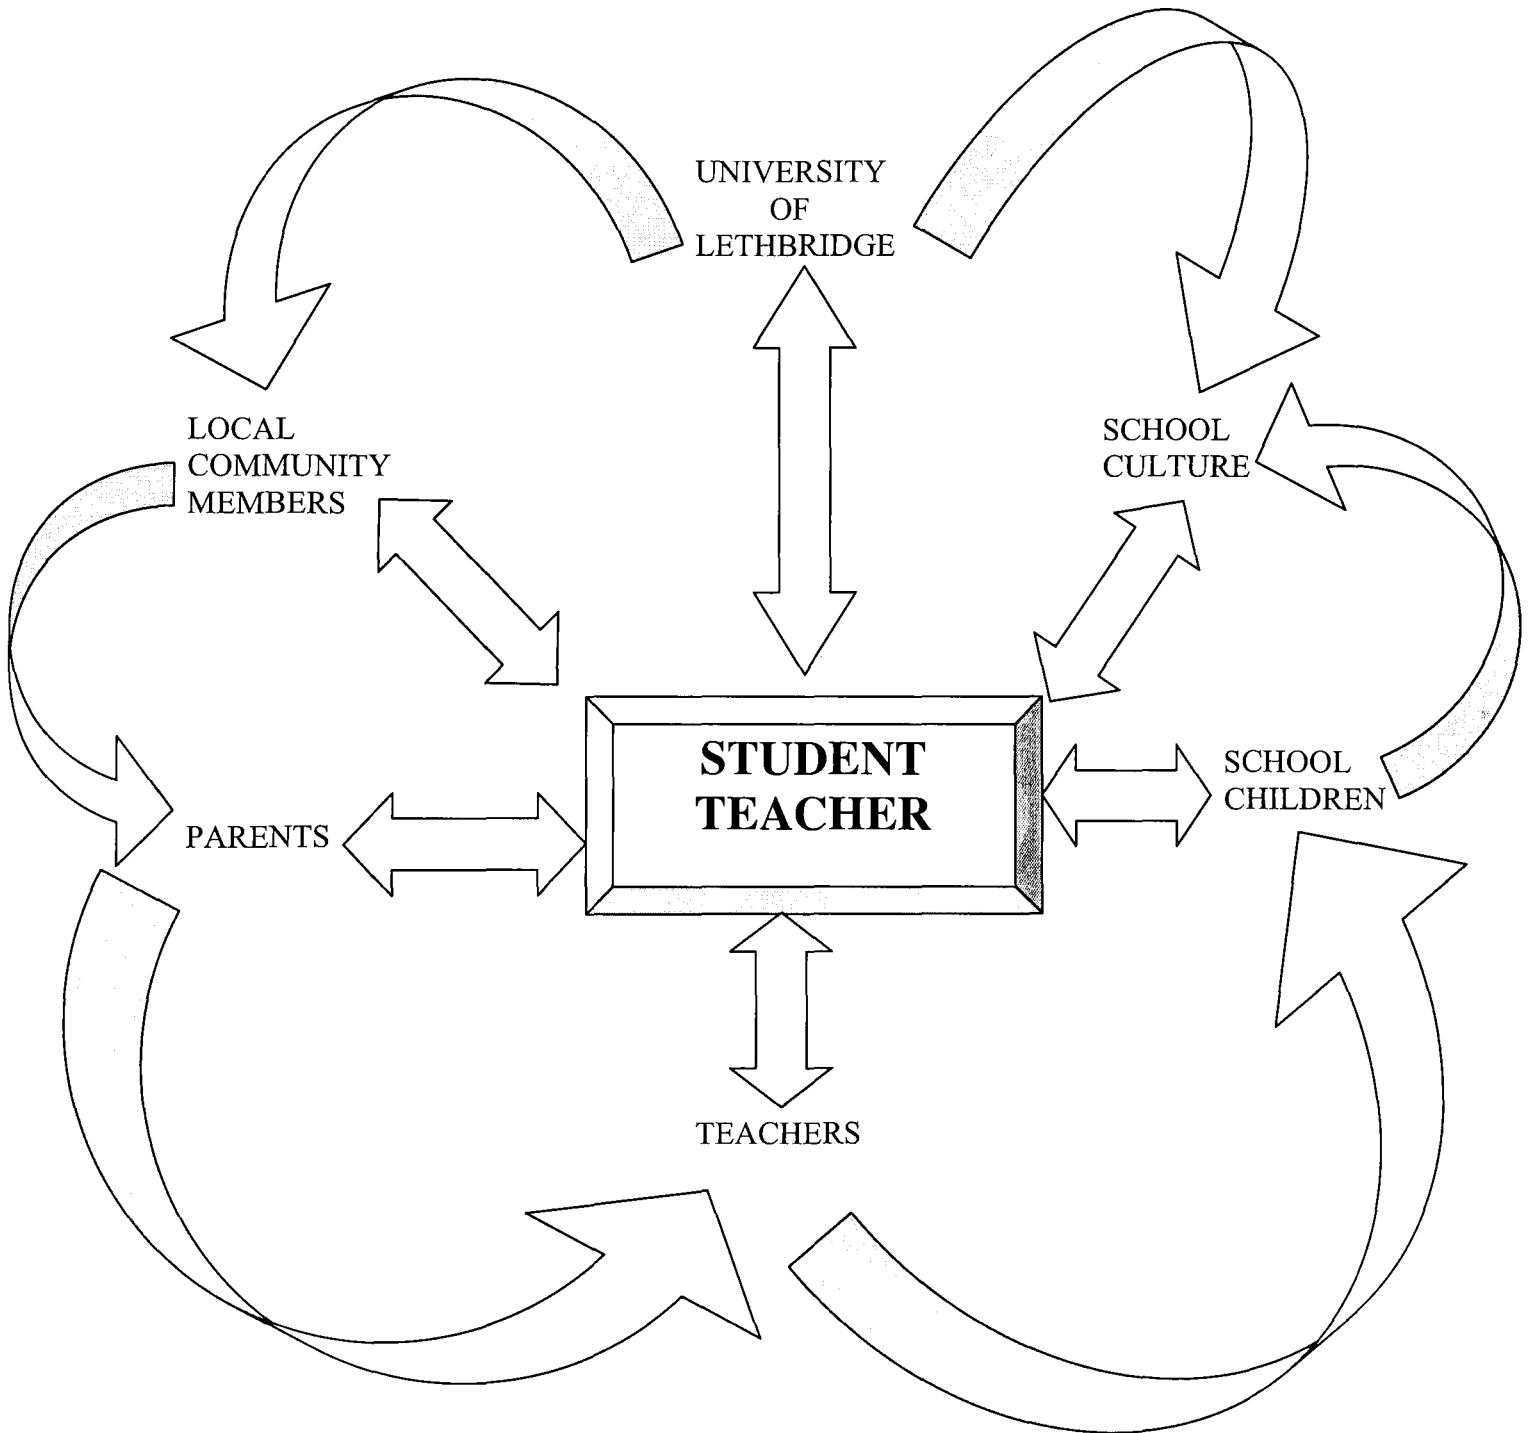 UNIVERSITY
OF
LETHBRIDGE
LOCAL
COMMUNITY
MEMBERS
SCHOOL
CULTURE
STUDENT
TEACHER
SCHOOL
CHILDREN
PARENTS
TEACHERS